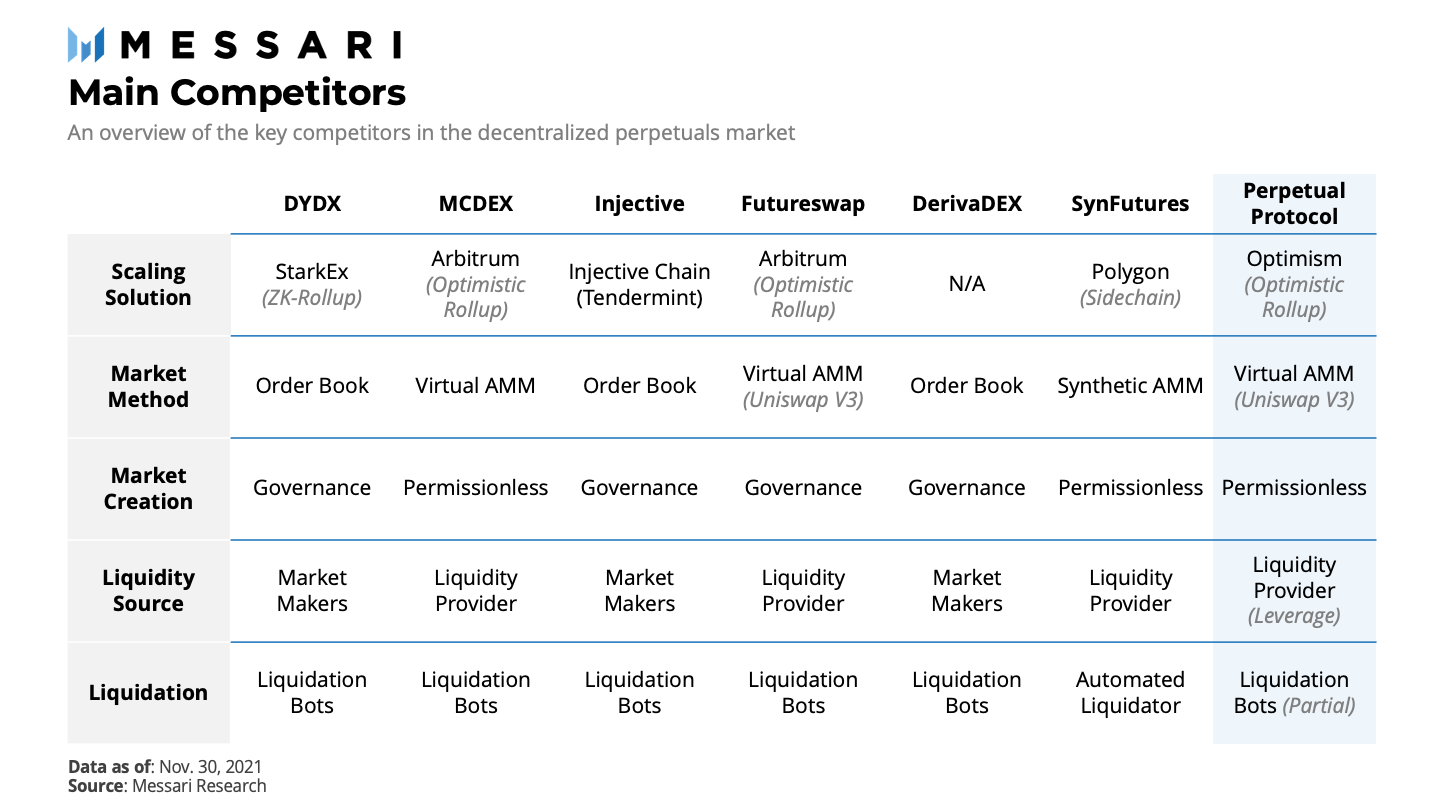 MESSARI
Main Competitors
An overview of the key competitors in the decentralized perpetuals market
DYDX
MCDEX
Injective
Futureswap
DerivaDEX
SynFutures
Perpetual
Protocol
Scaling
Solution
StarkEx
(ZK-Rollup)
Arbitrum
(Optimistic
Rollup)
Injective Chain
(Tendermint)
Arbitrum
(Optimistic
Rollup)
N/A
Polygon
(Sidechain)
Optimism
(Optimistic
Rollup)
Market
Method
Order Book
Virtual AMM
Order Book
Virtual AMM
(Uniswap V3)
Order Book
Synthetic AMM
Virtual AMM
(Uniswap V3)
Market
Creation
Governance
Permissionless
Governance
Governance
Governance
Permissionless
Permissionless
Liquidity
Source
Market
Makers
Liquidity
Provider
Market
Makers
Liquidity
Provider
Market
Makers
Liquidity
Provider
Liquidity
Provider
(Leverage)
Liquidation
Liquidation
Bots
Liquidation
Bots
Liquidation
Bots
Liquidation
Bots
Liquidation
Bots
Automated
Liquidator
Liquidation
Bots (Partial)
Data as of: Nov. 30, 2021
Source: Messari Research